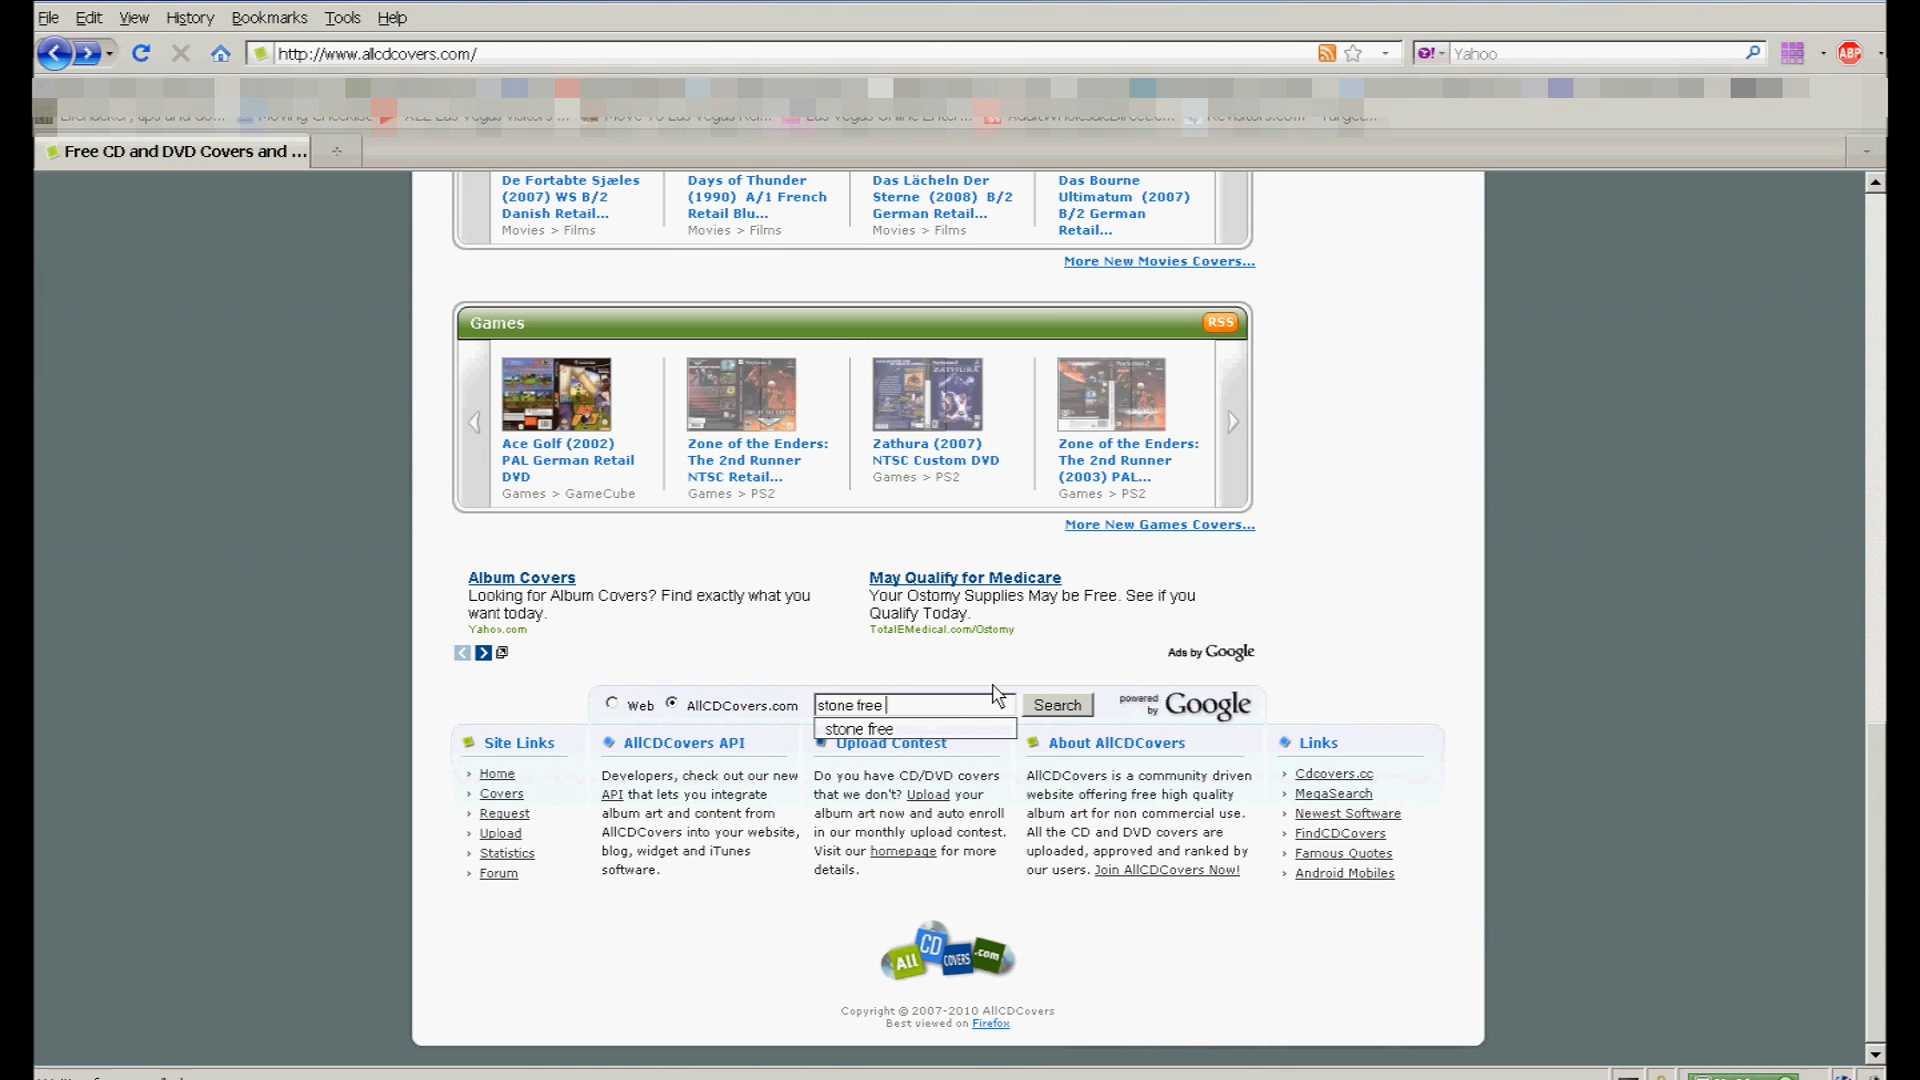 File Edit View History Bookmarks Tools Help
http://www.allcdcovers.com/
Yahoo
ABP
Free CD and DVD Covers and ...
De Fortabte Sjæles (2007) WS B/2 Danish Retail...
Movies > Films
Days of Thunder (1990) A/1 French Retail Blu...
Movies > Films
Das Lächeln Der Sterne (2008) B/2 German Retail...
Movies > Films
Das Bourne Ultimatum (2007) B/2 German Retail...
More New Movies Covers...
Games
RSS
Ace Golf (2002)
PAL German Retail
DVD
Games > GameCube
Zone of the Enders:
The 2nd Runner
NTSC Retail...
Games > PS2
Zathura (2007)
NTSC Custom DVD
Games > PS2
Zone of the Enders:
The 2nd Runner
(2003) PAL...
Games > PS2
More New Games Covers...
Album Covers
Looking for Album Covers? Find exactly what you
want today.
Yahoo.com
May Qualify for Medicare
Your Ostomy Supplies May be Free. See if you
Qualify Today.
TotalEMedical.com/Ostomy
Ads by Google
Web AllCDCovers.com stone free Search powered by Google
stone free
Site Links
Home
Covers
Request
Upload
Statistics
Forum
AllCDCovers API
Developers, check out our new
API that lets you integrate
album art and content from
AllCDCovers into your website,
blog, widget and iTunes
software.
Upload Contest
Do you have CD/DVD covers
that we don't? Upload your
album art now and auto enroll
in our monthly upload contest.
Visit our homepage for more
details.
About AllCDCovers
AllCDCovers is a community driven
website offering free high quality
album art for non commercial use.
All the CD and DVD covers are
uploaded, approved and ranked by
our users. Join AllCDCovers Now!
Links
Cdcovers.cc
MegaSearch
Newest Software
FindCDCovers
Famous Quotes
Android Mobiles
ALL CD COVERS .com
Copyright © 2007-2010 AllCDCovers
Best viewed on Firefox